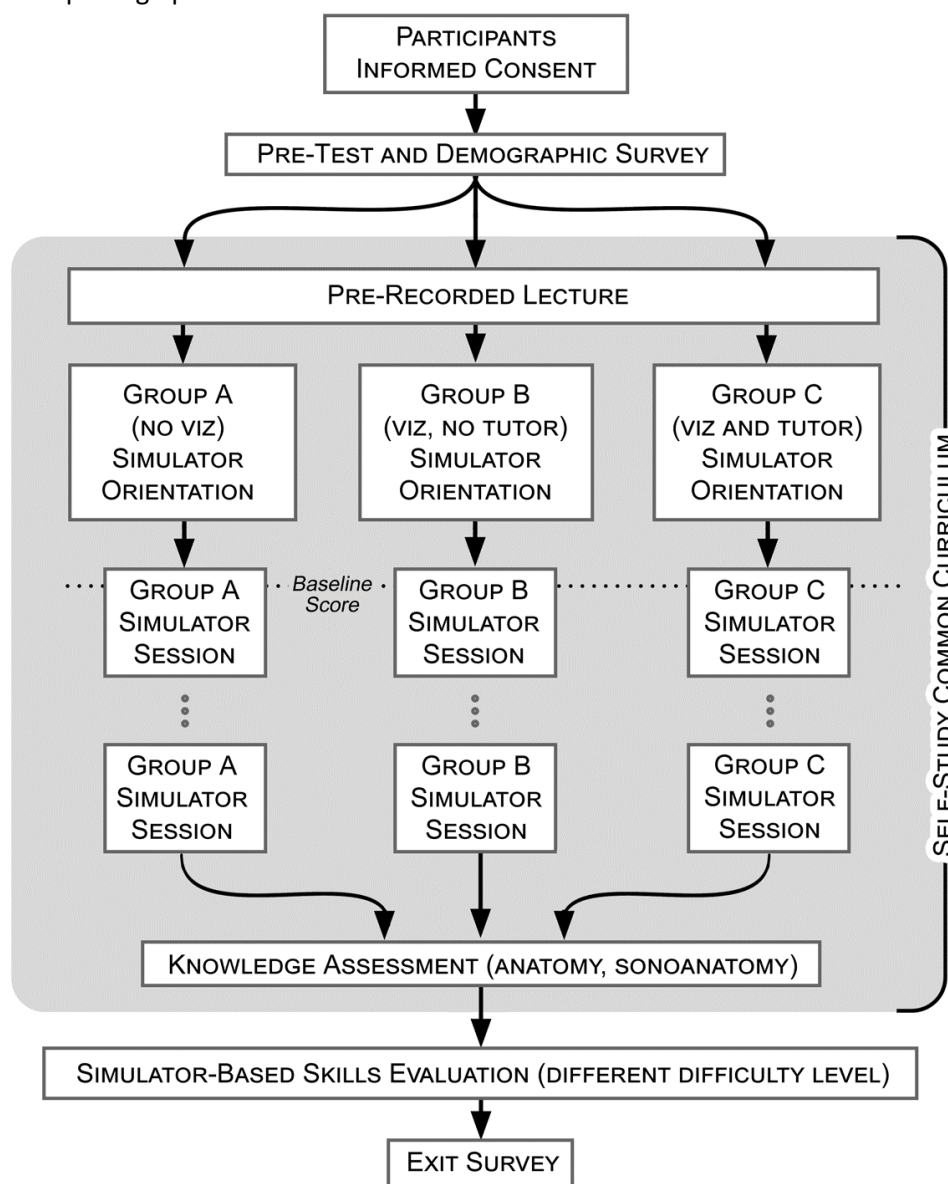 PARTICIPANTS
INFORMED CONSENT
PRE-TEST AND DEMOGRAPHIC SURVEY
PRE-RECORDED LECTURE
GROUP A
(NO VIZ)
SIMULATOR
ORIENTATION
GROUP B
(VIZ, NO TUTOR)
SIMULATOR
ORIENTATION
GROUP C
(VIZ AND TUTOR)
SIMULATOR
ORIENTATION
Baseline
Score
GROUP A
SIMULATOR
SESSION
GROUP B
SIMULATOR
SESSION
GROUP C
SIMULATOR
SESSION
GROUP A
SIMULATOR
SESSION
GROUP B
SIMULATOR
SESSION
GROUP C
SIMULATOR
SESSION
SELF-STUDY COMMON CURRICULUM
KNOWLEDGE ASSESSMENT (ANATOMY, SONOANATOMY)
SIMULATOR-BASED SKILLS EVALUATION (DIFFERENT DIFFICULTY LEVEL)
EXIT SURVEY